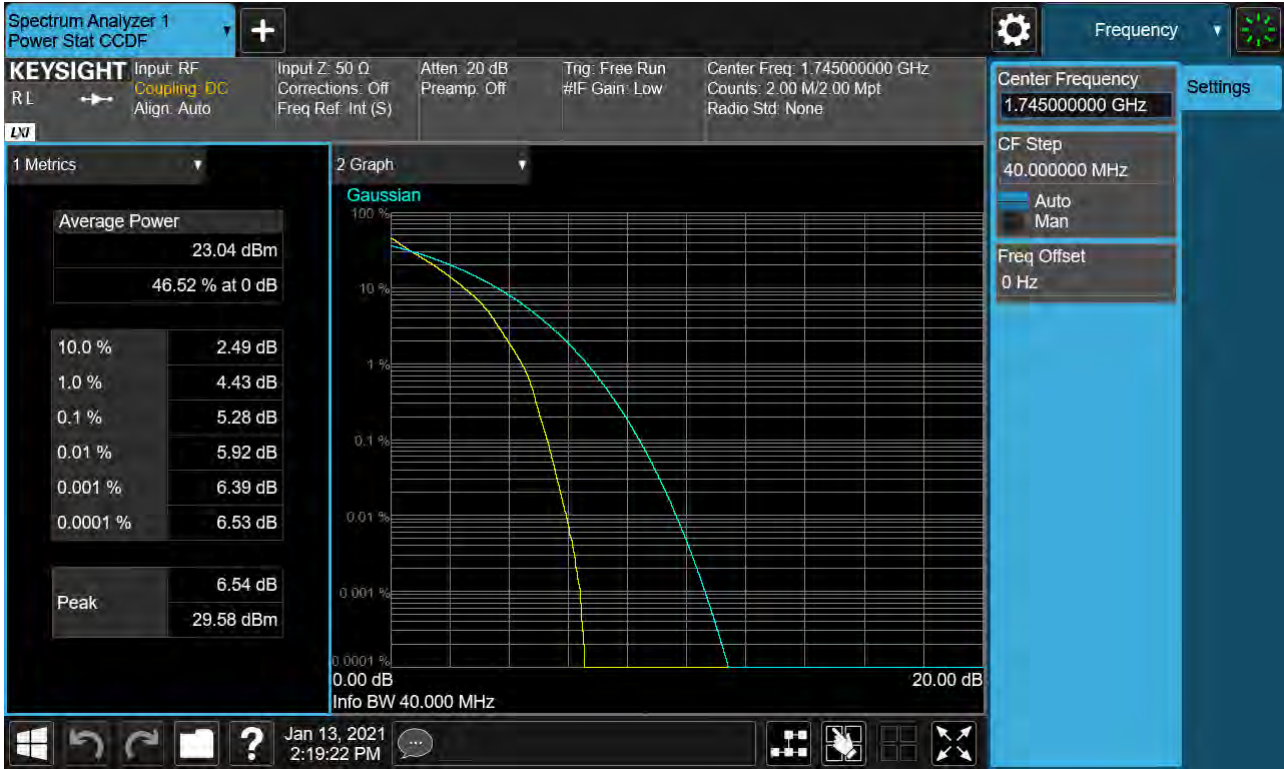 Spectrum Analyzer 1
Power Stat CCDF
Frequency
KEYSIGHT
R L
LXI
Input: RF
Coupling: DC
Align: Auto
Input Z: 50 Ω
Corrections: Off
Freq Ref: Int (S)
Atten: 20 dB
Preamp: Off
Trig: Free Run
#IF Gain: Low
Center Freq: 1.745000000 GHz
Counts: 2.00 M/2.00 Mpt
Radio Std: None
Center Frequency
1.745000000 GHz
Settings
CF Step
40.000000 MHz
Auto
Man
Freq Offset
0 Hz
1 Metrics
Average Power
23.04 dBm
46.52 % at 0 dB
10.0 % 2.49 dB
1.0 % 4.43 dB
0.1 % 5.28 dB
0.01 % 5.92 dB
0.001 % 6.39 dB
0.0001 % 6.53 dB
Peak
6.54 dB
29.58 dBm
2 Graph
Gaussian
100 %
10 %
1 %
0.1 %
0.01 %
0.001 %
0.0001 %
0.00 dB 20.00 dB
Info BW 40.000 MHz
?
Jan 13, 2021
2:19:22 PM